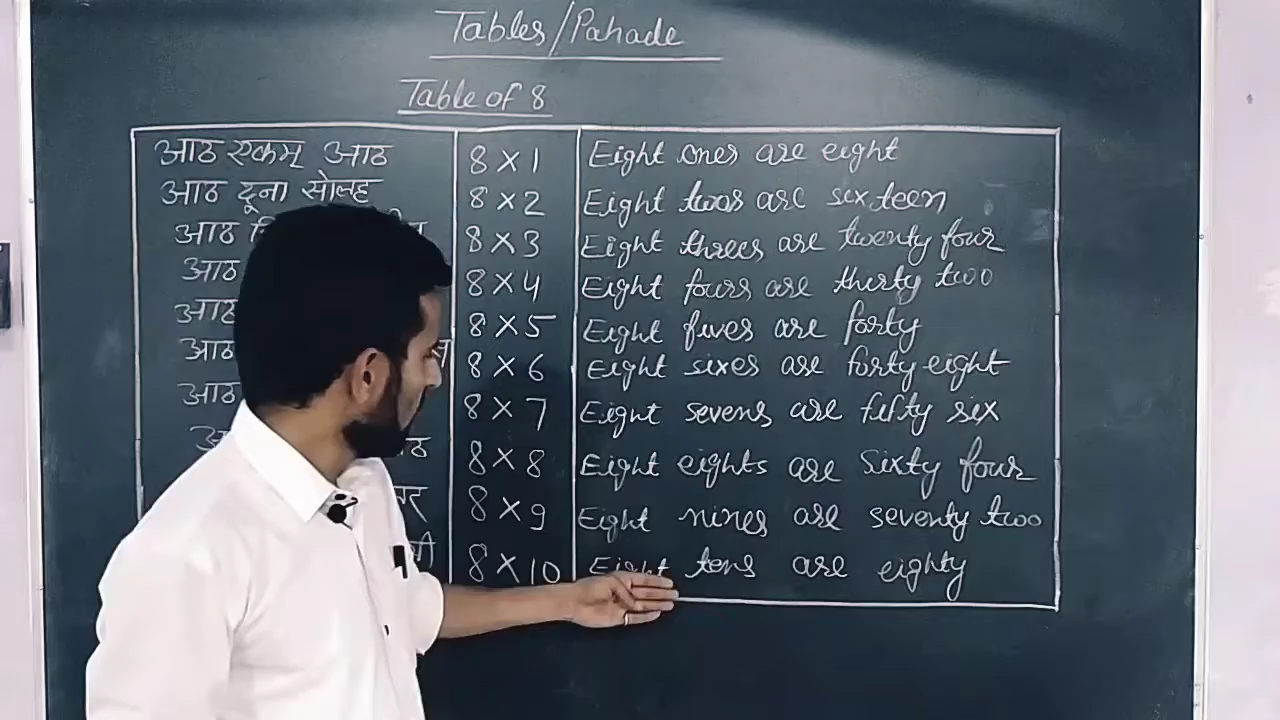 Tables/Pahade
Table of 8
आठ एकम् आठ 8 X 1 Eight ones are eight
आठ दूना सोलह 8 X 2 Eight twos are sixteen
आठ 8 X 3 Eight threes are twenty four
आठ 8 X 4 Eight fours are thirty two
आठ 8 X 5 Eight fives are forty
आठ 8 X 6 Eight sixes are forty eight
आठ 8 X 7 Eight sevens are fifty six
8 X 8 Eight eights are Sixty four
8 X 9 Eight nines are seventy two
8 X 10 Eight tens are eighty